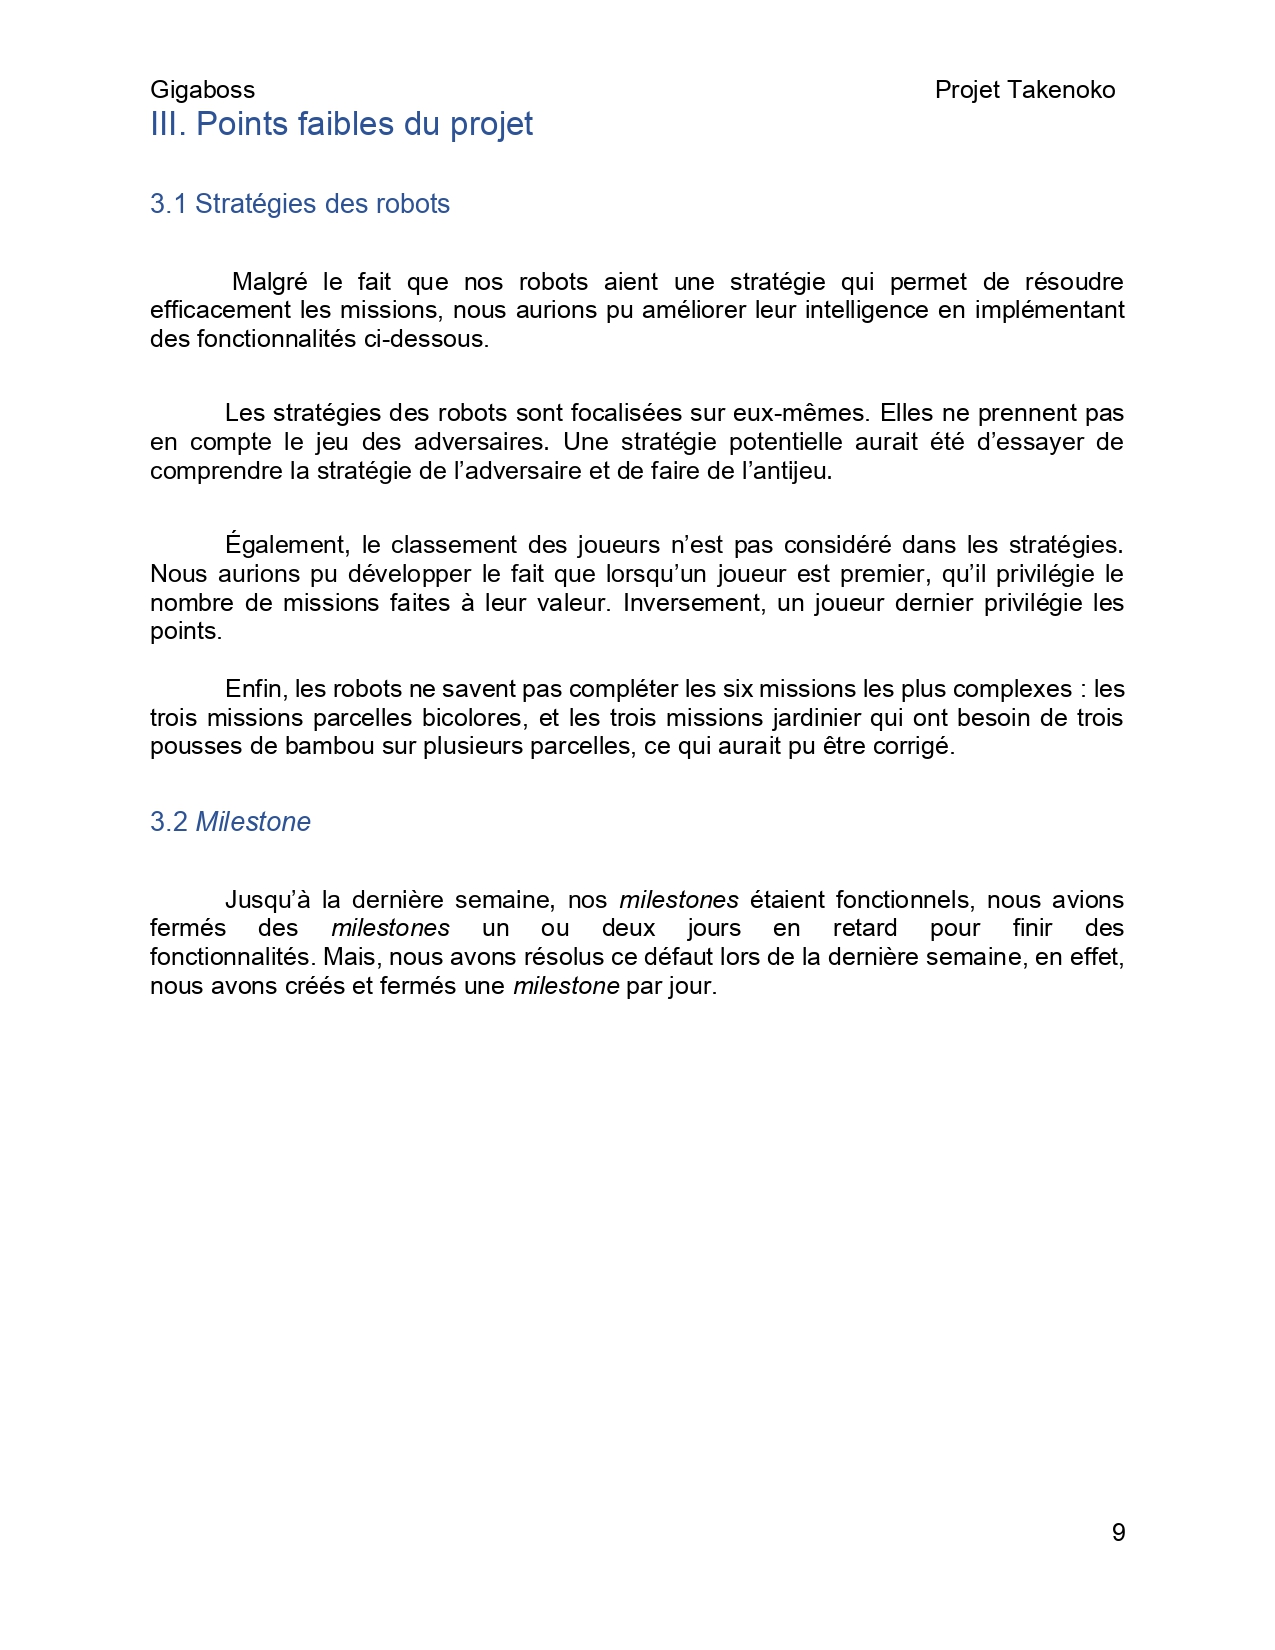 Gigaboss Projet Takenoko
III. Points faibles du projet
3.1 Stratégies des robots
Malgré le fait que nos robots aient une stratégie qui permet de résoudre
efficacement les missions, nous aurions pu améliorer leur intelligence en implémentant
des fonctionnalités ci-dessous.
Les stratégies des robots sont focalisées sur eux-mêmes. Elles ne prennent pas
en compte le jeu des adversaires. Une stratégie potentielle aurait été d’essayer de
comprendre la stratégie de l’adversaire et de faire de l’antijeu.
Également, le classement des joueurs n’est pas considéré dans les stratégies.
Nous aurions pu développer le fait que lorsqu’un joueur est premier, qu’il privilégie le
nombre de missions faites à leur valeur. Inversement, un joueur dernier privilégie les
points.
Enfin, les robots ne savent pas compléter les six missions les plus complexes : les
trois missions parcelles bicolores, et les trois missions jardinier qui ont besoin de trois
pousses de bambou sur plusieurs parcelles, ce qui aurait pu être corrigé.
3.2 Milestone
Jusqu’à la dernière semaine, nos milestones étaient fonctionnels, nous avions
fermés des milestones un ou deux jours en retard pour finir des
fonctionnalités. Mais, nous avons résolus ce défaut lors de la dernière semaine, en effet,
nous avons créés et fermés une milestone par jour.
9